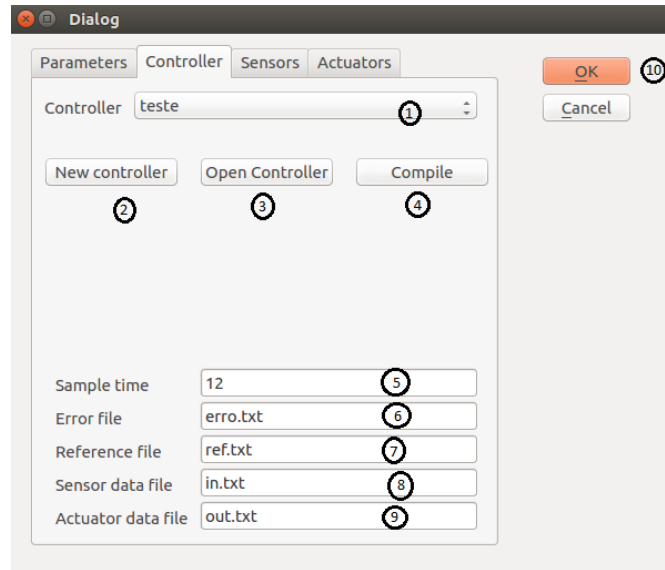 Dialog
Parameters Controller Sensors Actuators
OK 10
Controller teste 1
Cancel
New controller Open Controller Compile
2 3 4
Sample time 12 5
Error file erro.txt 6
Reference file ref.txt 7
Sensor data file in.txt 8
Actuator data file out.txt 9